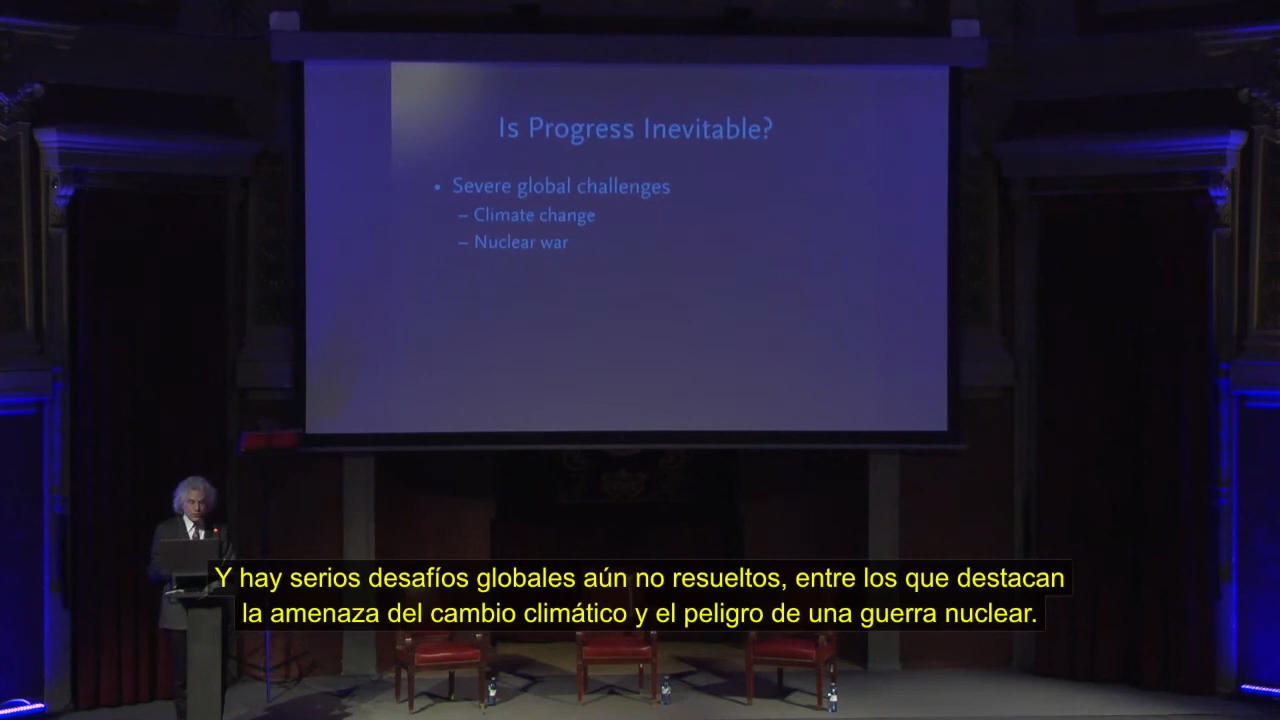 Is Progress Inevitable?
• Severe global challenges
– Climate change
– Nuclear war
Y hay serios desafíos globales aún no resueltos, entre los que destacan
la amenaza del cambio climático y el peligro de una guerra nuclear.